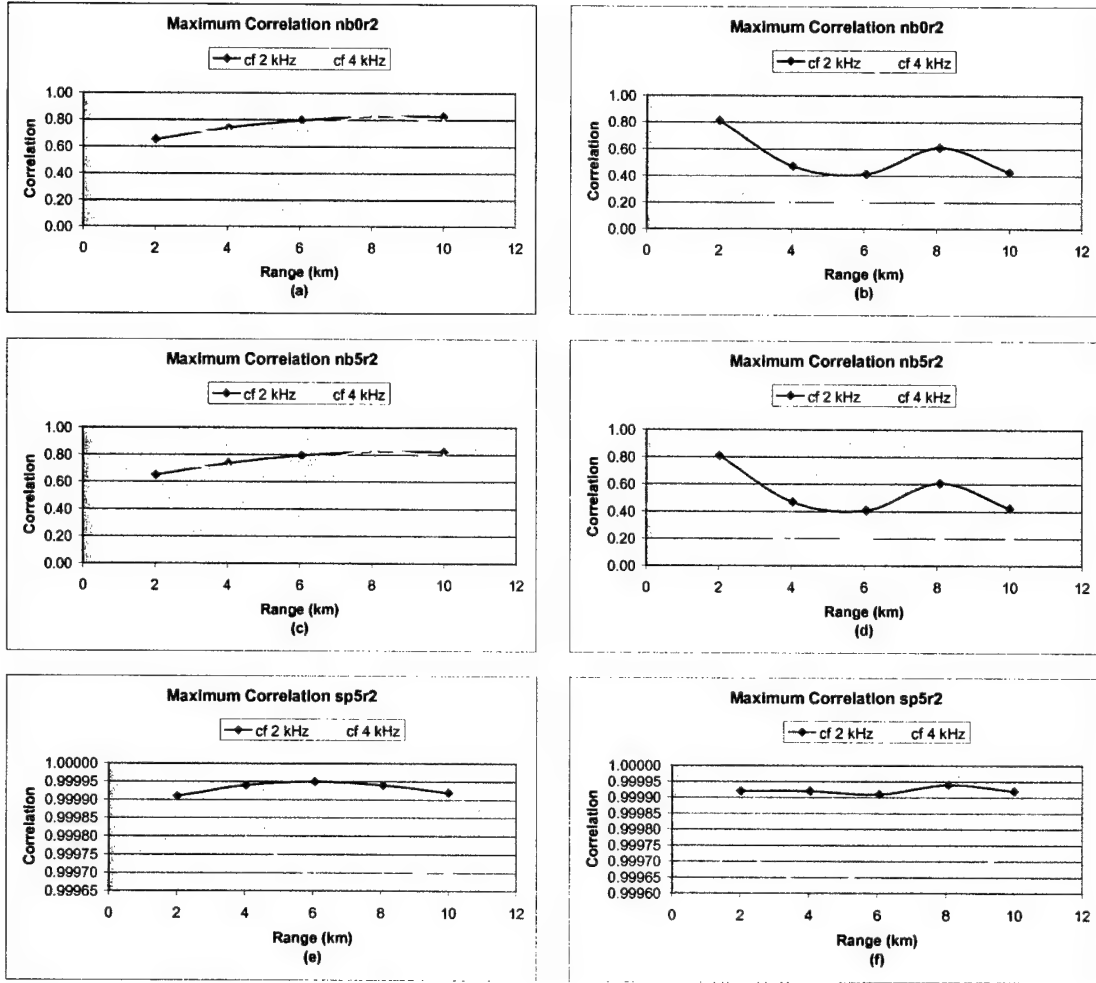 Maximum Correlation nb0r2
cf 2 kHz cf 4 kHz
1.00
0.80
0.60
0.40
0.20
0.00
Correlation
0 2 4 6 8 10 12
Range (km)
(a)
Maximum Correlation nb0r2
cf 2 kHz cf 4 kHz
1.00
0.80
0.60
0.40
0.20
0.00
Correlation
0 2 4 6 8 10 12
Range (km)
(b)
Maximum Correlation nb5r2
cf 2 kHz cf 4 kHz
1.00
0.80
0.60
0.40
0.20
0.00
Correlation
0 2 4 6 8 10 12
Range (km)
(c)
Maximum Correlation nb5r2
cf 2 kHz cf 4 kHz
1.00
0.80
0.60
0.40
0.20
0.00
Correlation
0 2 4 6 8 10 12
Range (km)
(d)
Maximum Correlation sp5r2
cf 2 kHz cf 4 kHz
1.00000
0.99995
0.99990
0.99985
0.99980
0.99975
0.99970
0.99965
Correlation
0 2 4 6 8 10 12
Range (km)
(e)
Maximum Correlation sp5r2
cf 2 kHz cf 4 kHz
1.00000
0.99995
0.99990
0.99985
0.99980
0.99975
0.99970
0.99965
0.99960
Correlation
0 2 4 6 8 10 12
Range (km)
(f)